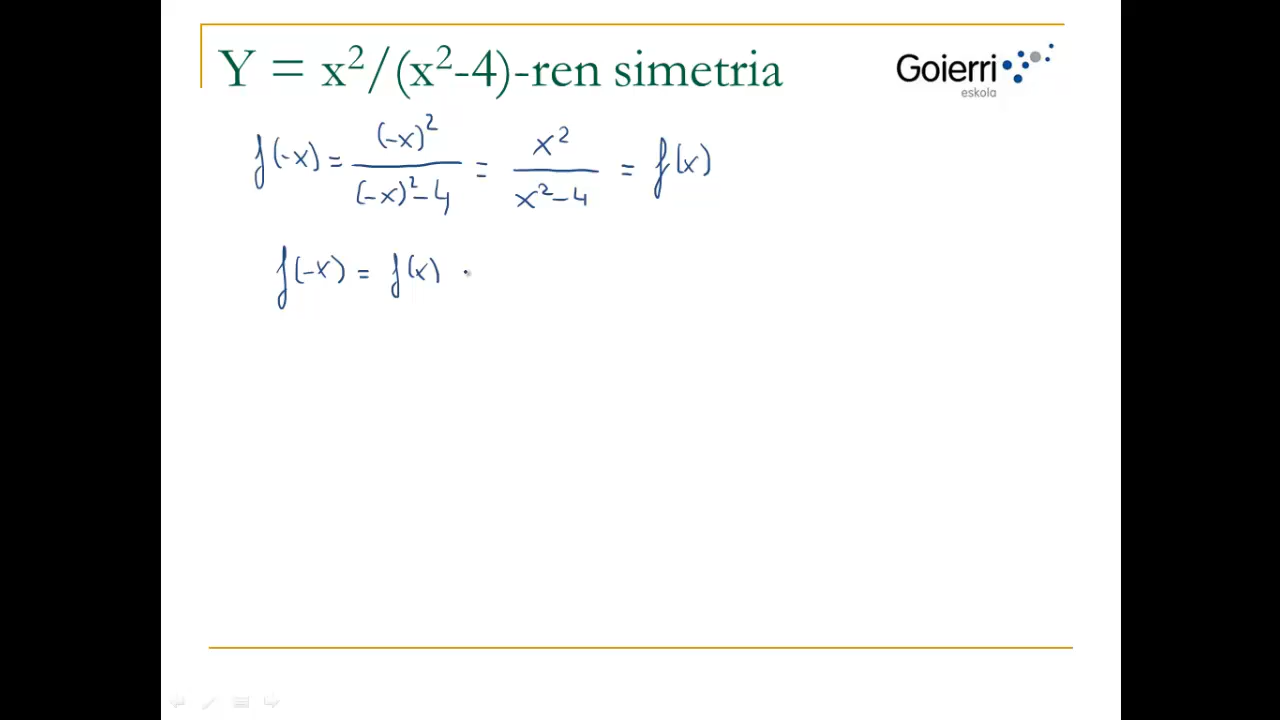 Y = x²/(x²-4)-ren simetria
Goierri
eskola
f(-x) = (-x)²/((-x)²-4) = x²/(x²-4) = f(x)
f(-x) = f(x)